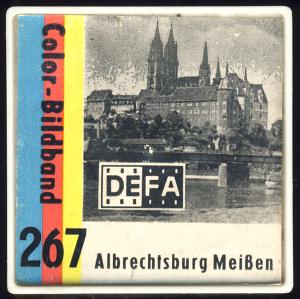 Color-Bildband
DEFA
267 Albrechtsburg Meißen